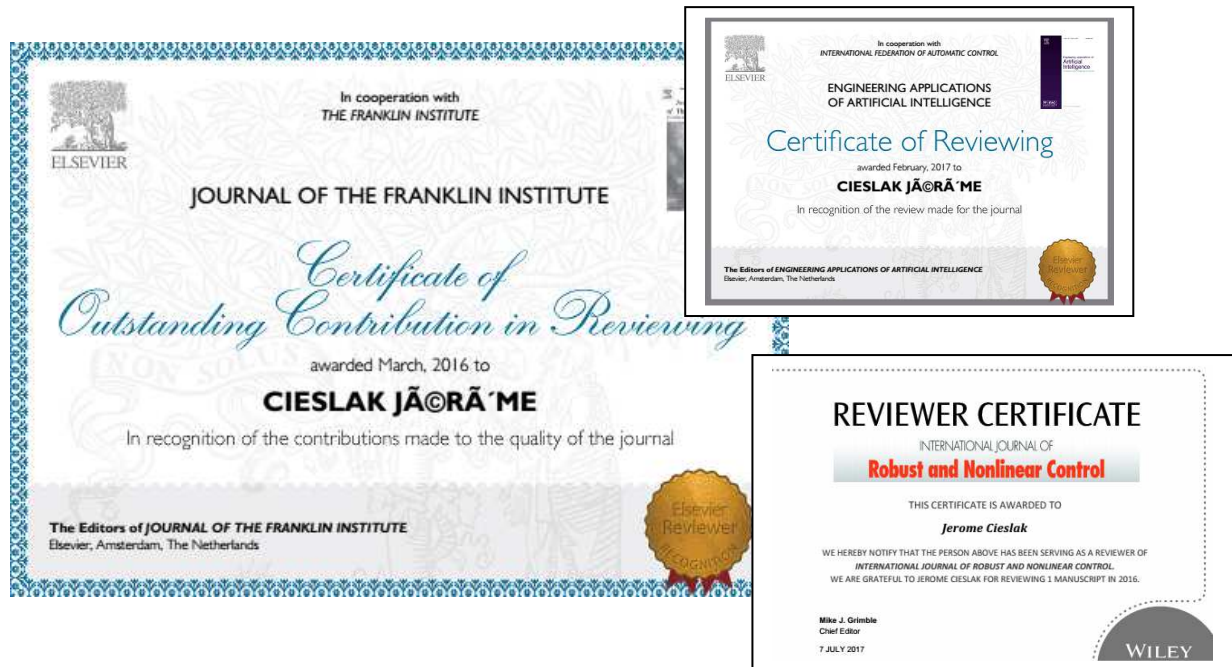 ELSEVIER
In cooperation with
THE FRANKLIN INSTITUTE
JOURNAL OF THE FRANKLIN INSTITUTE
Certificate of
Outstanding Contribution in Reviewing
awarded March, 2016 to
CIESLAK JÃ©RÃ´ME
In recognition of the contributions made to the quality of the journal
The Editors of JOURNAL OF THE FRANKLIN INSTITUTE
Elsevier, Amsterdam, The Netherlands
Elsevier
Reviewer
RECOGNITION
NON SOLUS
ELSEVIER
In cooperation with
INTERNATIONAL FEDERATION OF AUTOMATIC CONTROL
ENGINEERING APPLICATIONS
OF ARTIFICIAL INTELLIGENCE
Artificial
Intelligence
Certificate of Reviewing
awarded February, 2017 to
CIESLAK JÃ©RÃ´ME
In recognition of the review made for the journal
The Editors of ENGINEERING APPLICATIONS OF ARTIFICIAL INTELLIGENCE
Elsevier, Amsterdam, The Netherlands
Elsevier
Reviewer
RECOGNITION
REVIEWER CERTIFICATE
INTERNATIONAL JOURNAL OF
Robust and Nonlinear Control
THIS CERTIFICATE IS AWARDED TO
Jerome Cieslak
WE HEREBY NOTIFY THAT THE PERSON ABOVE HAS BEEN SERVING AS A REVIEWER OF
INTERNATIONAL JOURNAL OF ROBUST AND NONLINEAR CONTROL.
WE ARE GRATEFUL TO JEROME CIESLAK FOR REVIEWING 1 MANUSCRIPT IN 2016.
Mike J. Grimble
Chief Editor
7 JULY 2017
WILEY